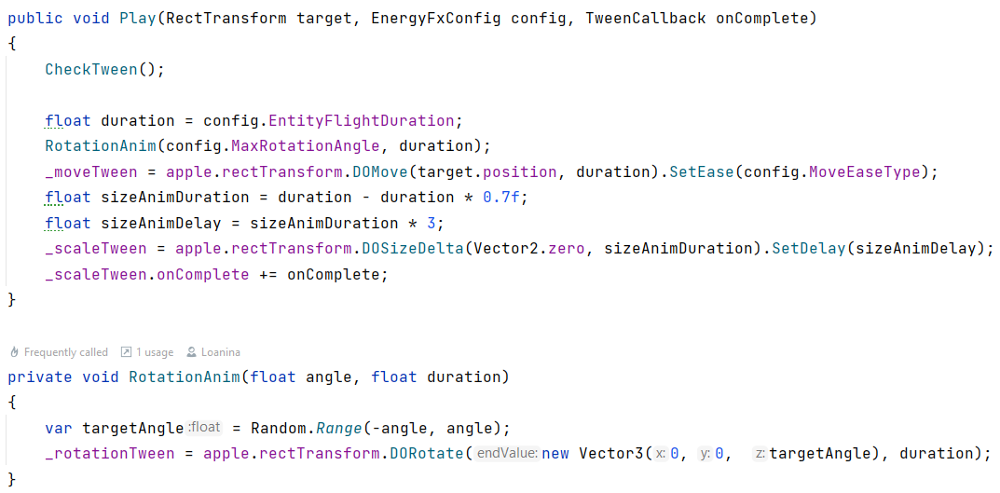 public void Play(RectTransform target, EnergyFxConfig config, TweenCallback onComplete)
{
    CheckTween();

    float duration = config.EntityFlightDuration;
    RotationAnim(config.MaxRotationAngle, duration);
    _moveTween = apple.rectTransform.DOMove(target.position, duration).SetEase(config.MoveEaseType);
    float sizeAnimDuration = duration - duration * 0.7f;
    float sizeAnimDelay = sizeAnimDuration * 3;
    _scaleTween = apple.rectTransform.DOSizeDelta(Vector2.zero, sizeAnimDuration).SetDelay(sizeAnimDelay);
    _scaleTween.onComplete += onComplete;
}

Frequently called 1 usage Loanina
private void RotationAnim(float angle, float duration)
{
    var targetAngle :float = Random.Range(-angle, angle);
    _rotationTween = apple.rectTransform.DORotate( endValue: new Vector3( x: 0, y: 0, z: targetAngle), duration);
}